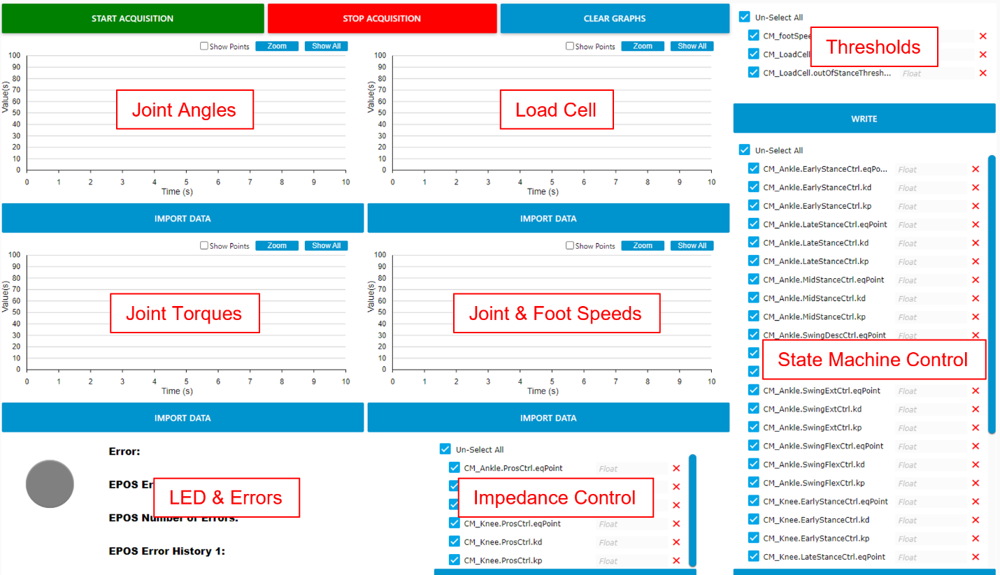 START ACQUISITION
STOP ACQUISITION
CLEAR GRAPHS
Show Points Zoom Show All
Value(s)
100
90
80
70
60
50
40
30
20
10
0
0 1 2 3 4 5 6 7 8 9 10
Time (s)
Joint Angles
IMPORT DATA
Show Points Zoom Show All
Value(s)
100
90
80
70
60
50
40
30
20
10
0
0 1 2 3 4 5 6 7 8 9 10
Time (s)
Load Cell
IMPORT DATA
Show Points Zoom Show All
Value(s)
100
90
80
70
60
50
40
30
20
10
0
0 1 2 3 4 5 6 7 8 9 10
Time (s)
Joint Torques
IMPORT DATA
Show Points Zoom Show All
Value(s)
100
90
80
70
60
50
40
30
20
10
0
0 1 2 3 4 5 6 7 8 9 10
Time (s)
Joint & Foot Speeds
IMPORT DATA
Error:
EPOS
LED & Errors
EPOS Number of Errors:
EPOS Error History 1:
Un-Select All
CM_Ankle.ProsCtrl.eqPoint Float
Impedance Control
CM_Knee.ProsCtrl.eqPoint Float
CM_Knee.ProsCtrl.kd Float
CM_Knee.ProsCtrl.kp Float
Un-Select All
CM_footSpee
Thresholds
CM_LoadCell
CM_LoadCell.outOfStanceThresh... Float
WRITE
Un-Select All
CM_Ankle.EarlyStanceCtrl.eqPo... Float
CM_Ankle.EarlyStanceCtrl.kd Float
CM_Ankle.EarlyStanceCtrl.kp Float
CM_Ankle.LateStanceCtrl.eqPoint Float
CM_Ankle.LateStanceCtrl.kd Float
CM_Ankle.LateStanceCtrl.kp Float
CM_Ankle.MidStanceCtrl.eqPoint Float
CM_Ankle.MidStanceCtrl.kd Float
CM_Ankle.MidStanceCtrl.kp Float
CM_Ankle.SwingDescCtrl.eqPoint Float
State Machine Control
CM_Ankle.SwingExtCtrl.eqPoint Float
CM_Ankle.SwingExtCtrl.kd Float
CM_Ankle.SwingExtCtrl.kp Float
CM_Ankle.SwingFlexCtrl.eqPoint Float
CM_Ankle.SwingFlexCtrl.kd Float
CM_Ankle.SwingFlexCtrl.kp Float
CM_Knee.EarlyStanceCtrl.eqPoint Float
CM_Knee.EarlyStanceCtrl.kd Float
CM_Knee.EarlyStanceCtrl.kp Float
CM_Knee.LateStanceCtrl.eqPoint Float